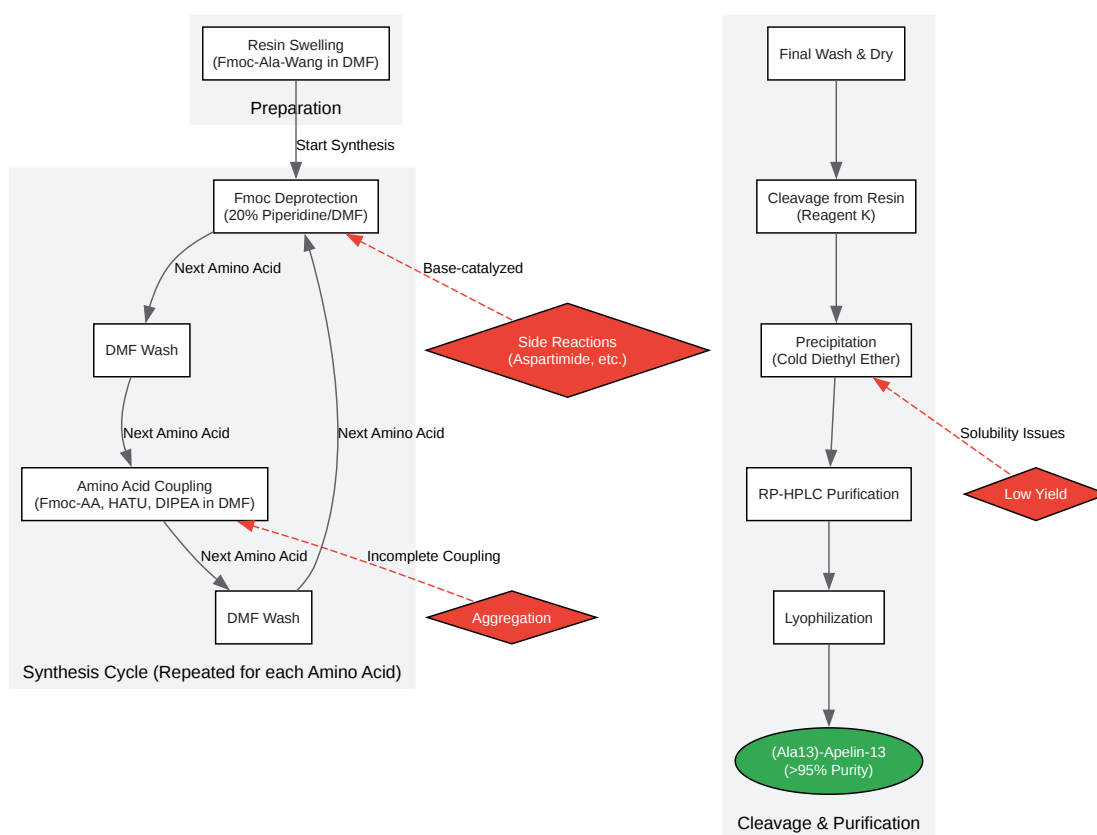 Resin Swelling
(Fmoc-Ala-Wang in DMF)
Preparation
Start Synthesis
Fmoc Deprotection
(20% Piperidine/DMF)
Next Amino Acid
Base-catalyzed
DMF Wash
Side Reactions
(Aspartimide, etc.)
Next Amino Acid
Next Amino Acid
Amino Acid Coupling
(Fmoc-AA, HATU, DIPEA in DMF)
Next Amino Acid
Incomplete Coupling
DMF Wash
Aggregation
Synthesis Cycle (Repeated for each Amino Acid)
Final Wash & Dry
Cleavage from Resin
(Reagent K)
Precipitation
(Cold Diethyl Ether)
Solubility Issues
RP-HPLC Purification
Low Yield
Lyophilization
(Ala13)-Apelin-13
(>95% Purity)
Cleavage & Purification